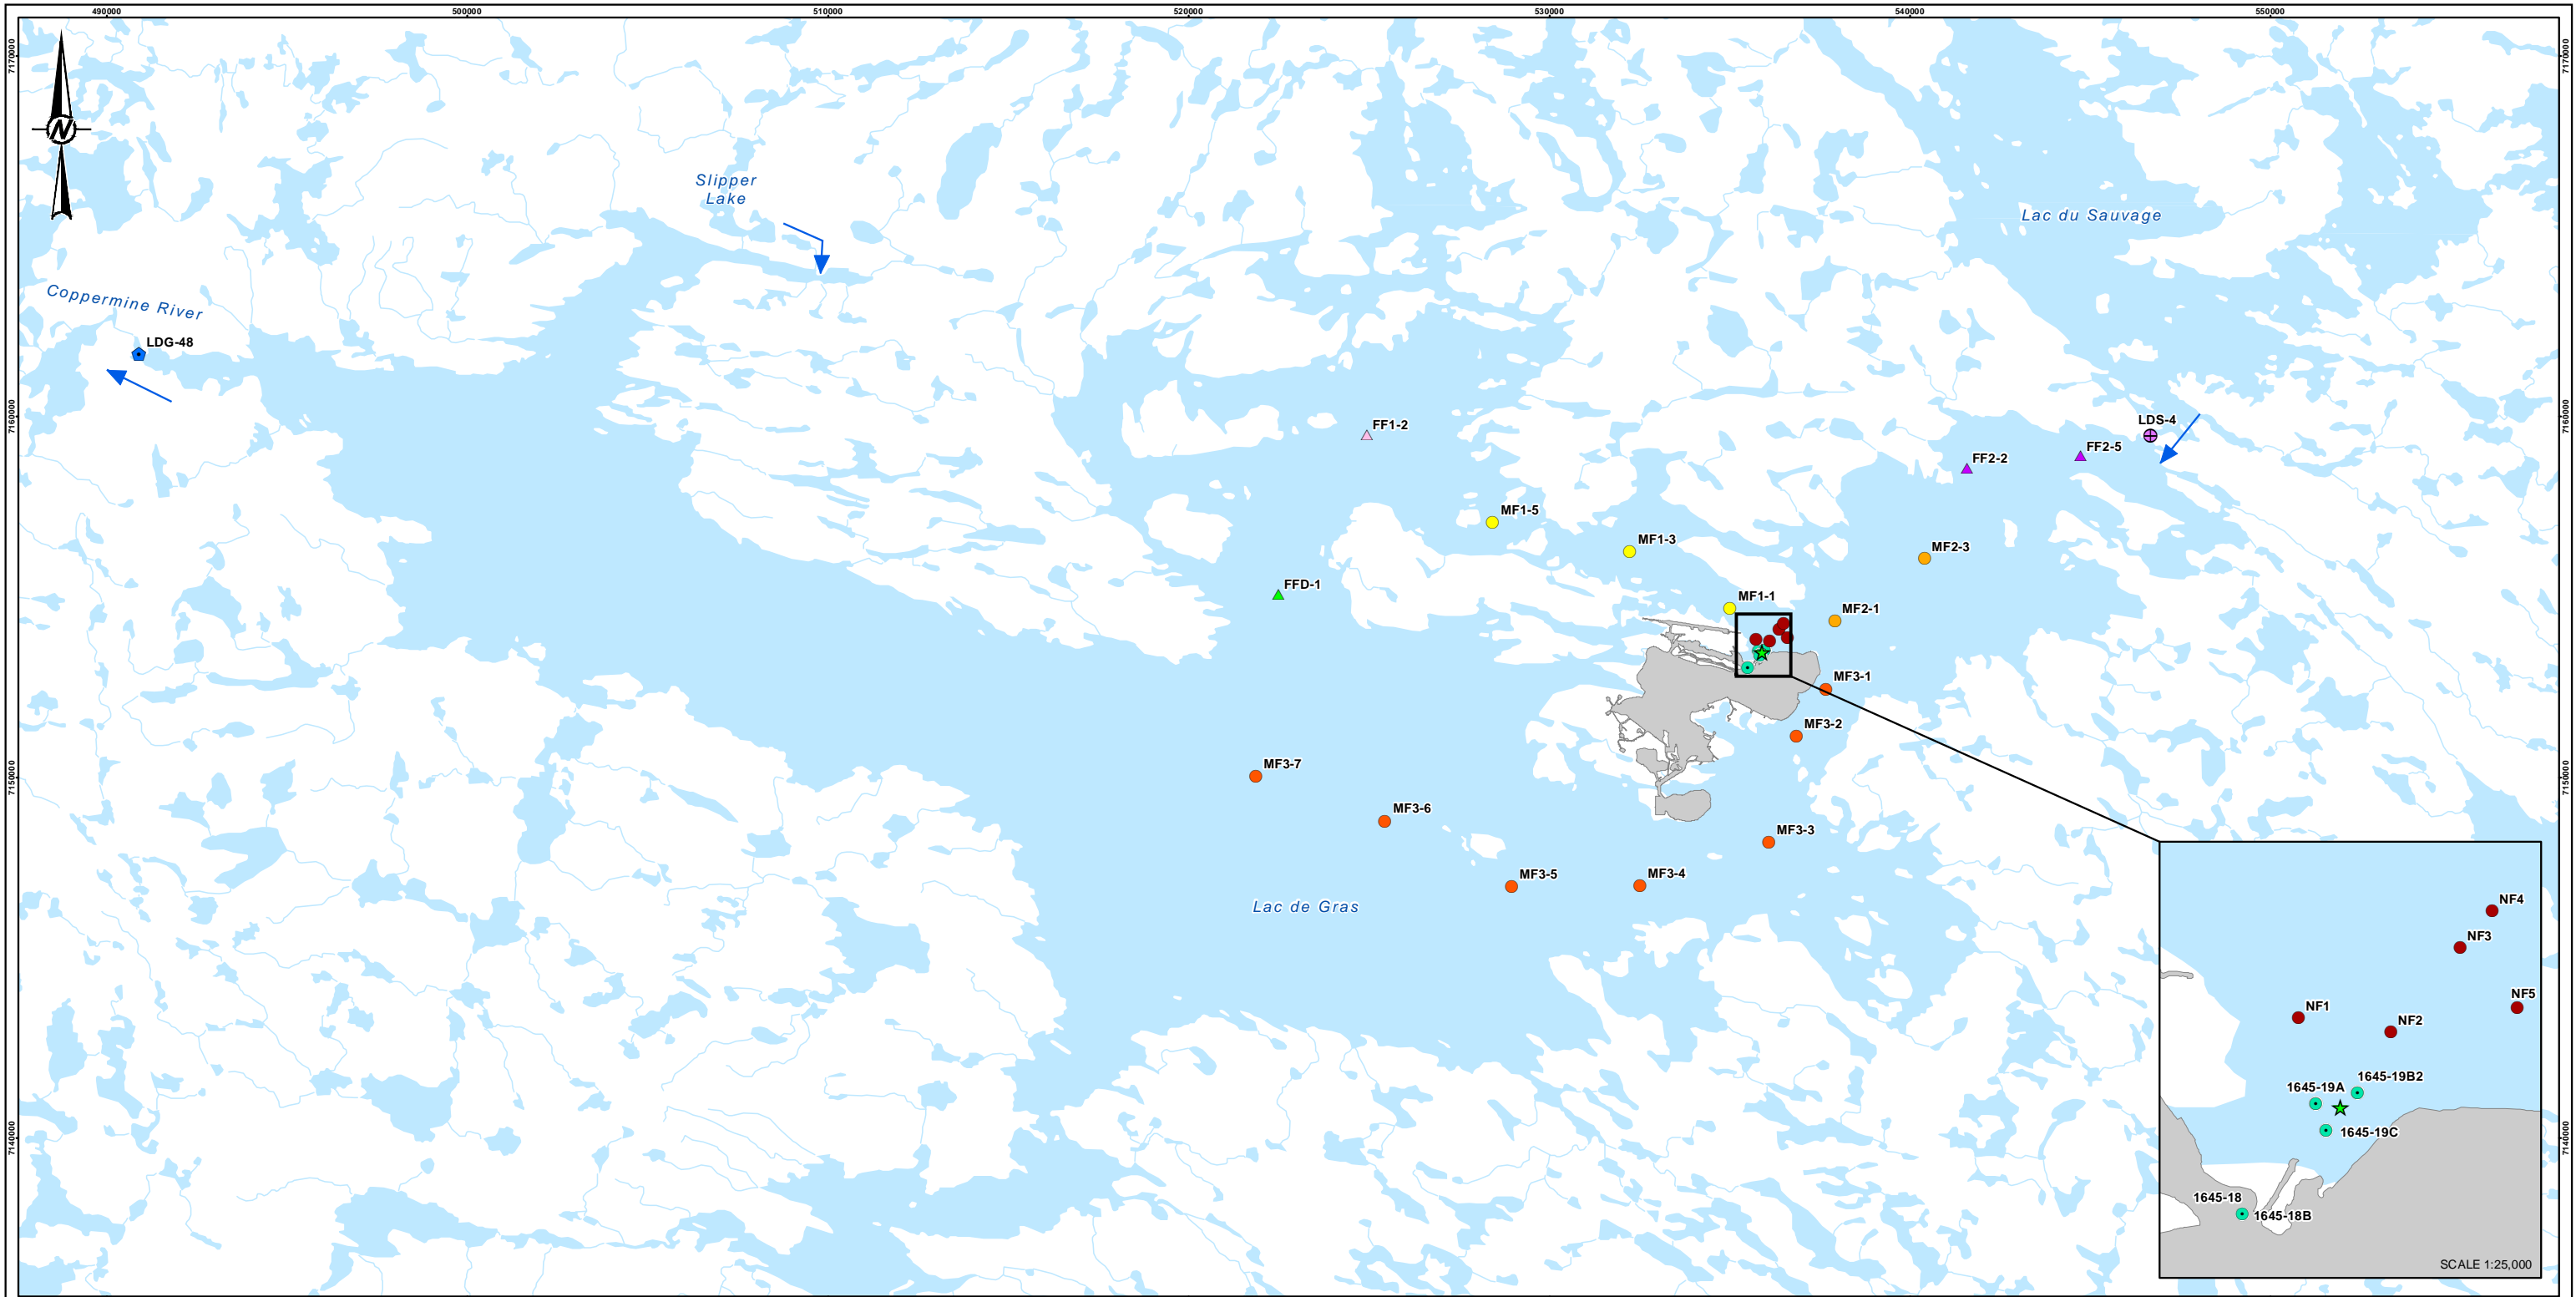 490000
500000
510000
520000
530000
540000
550000
7170000
7170000
N
Slipper
Lake
Lac du Sauvage
Coppermine River
LDG-48
7160000
7160000
FF1-2
LDS-4
FF2-5
FF2-2
MF1-5
MF1-3
MF2-3
FFD-1
MF1-1
MF2-1
MF3-1
MF3-2
MF3-7
7150000
7150000
MF3-6
MF3-3
MF3-5
MF3-4
Lac de Gras
NF4
NF3
NF5
NF1
NF2
1645-19B2
1645-19A
1645-19C
7140000
7140000
1645-18
1645-18B
SCALE 1:25,000